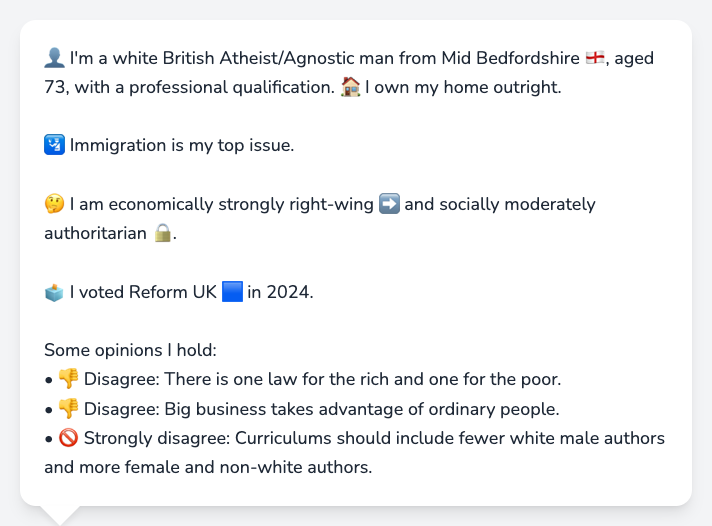 👤 I'm a white British Atheist/Agnostic man from Mid Bedfordshire 🏴󠁧󠁢󠁥󠁮󠁧󠁿, aged
73, with a professional qualification. 🏠 I own my home outright.
🛂 Immigration is my top issue.
🤔 I am economically strongly right-wing ➡️ and socially moderately
authoritarian 🔒.
🗳️ I voted Reform UK 🟦 in 2024.
Some opinions I hold:
• 👎 Disagree: There is one law for the rich and one for the poor.
• 👎 Disagree: Big business takes advantage of ordinary people.
• 🚫 Strongly disagree: Curriculums should include fewer white male authors
and more female and non-white authors.